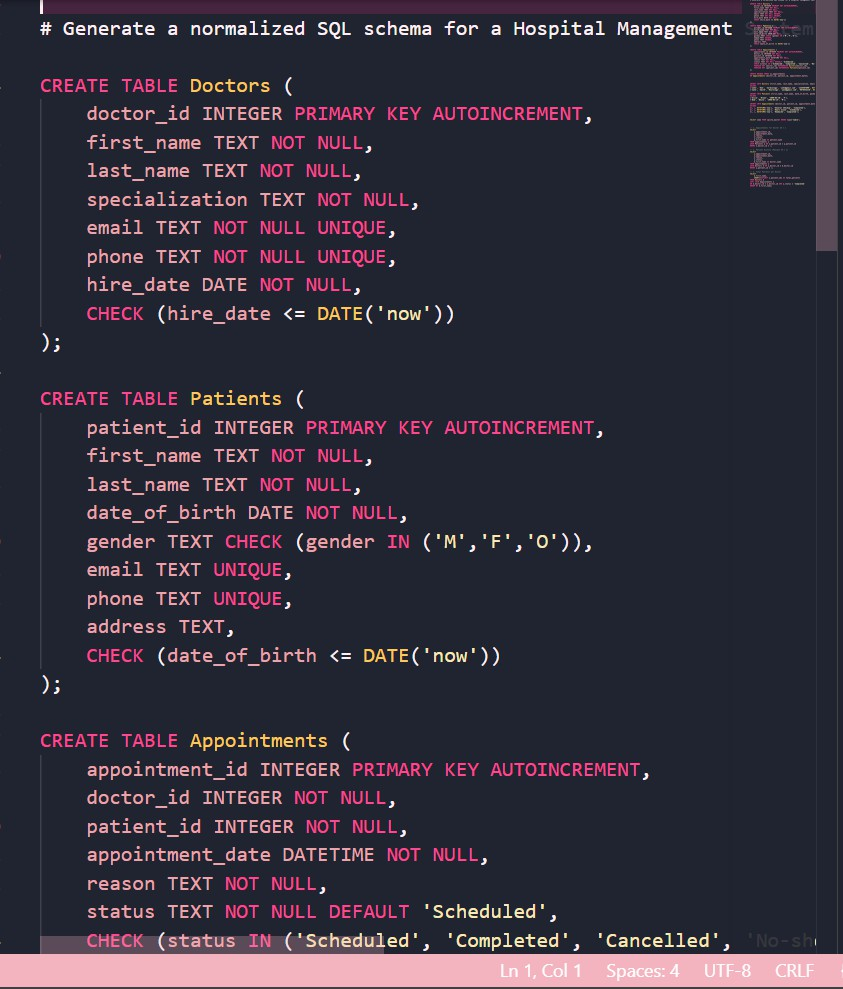 # Generate a normalized SQL schema for a Hospital Management System
CREATE TABLE Doctors (
doctor_id INTEGER PRIMARY KEY AUTOINCREMENT,
first_name TEXT NOT NULL,
last_name TEXT NOT NULL,
specialization TEXT NOT NULL,
email TEXT NOT NULL UNIQUE,
phone TEXT NOT NULL UNIQUE,
hire_date DATE NOT NULL,
CHECK (hire_date <= DATE('now'))
);
CREATE TABLE Patients (
patient_id INTEGER PRIMARY KEY AUTOINCREMENT,
first_name TEXT NOT NULL,
last_name TEXT NOT NULL,
date_of_birth DATE NOT NULL,
gender TEXT CHECK (gender IN ('M','F','O')),
email TEXT UNIQUE,
phone TEXT UNIQUE,
address TEXT,
CHECK (date_of_birth <= DATE('now'))
);
CREATE TABLE Appointments (
appointment_id INTEGER PRIMARY KEY AUTOINCREMENT,
doctor_id INTEGER NOT NULL,
patient_id INTEGER NOT NULL,
appointment_date DATETIME NOT NULL,
reason TEXT NOT NULL,
status TEXT NOT NULL DEFAULT 'Scheduled',
CHECK (status IN ('Scheduled', 'Completed', 'Cancelled', 'No-sh
Ln 1, Col 1 Spaces: 4 UTF-8 CRLF